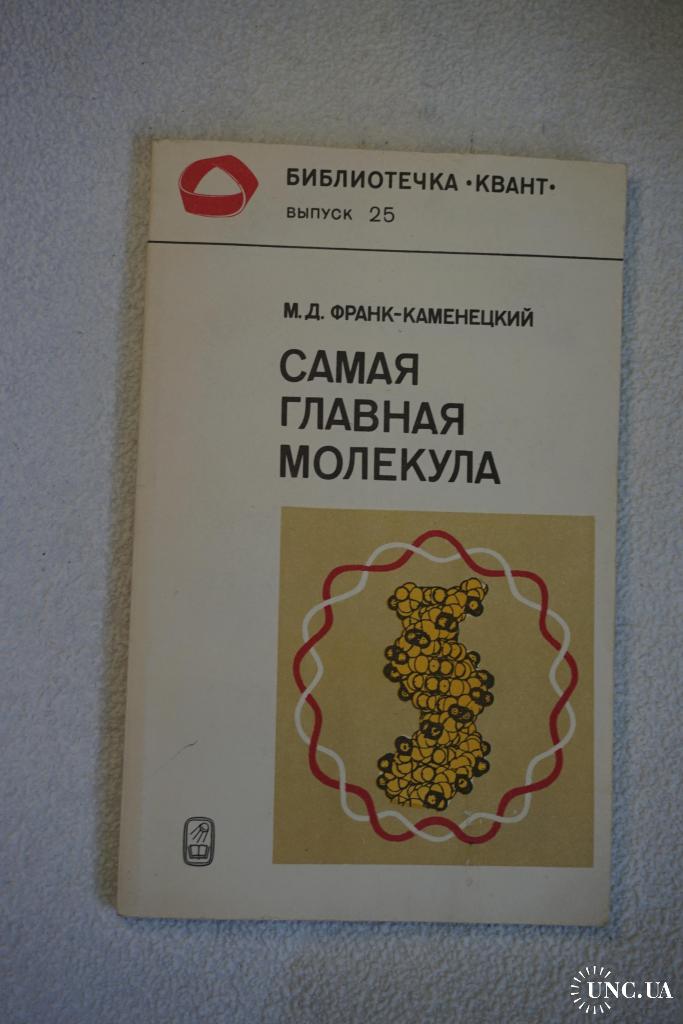 БИБЛИОТЕЧКА •КВАНТ•
ВЫПУСК 25
М.Д. ФРАНК-КАМЕНЕЦКИЙ
САМАЯ
ГЛАВНАЯ
МОЛЕКУЛА
UNC.UA